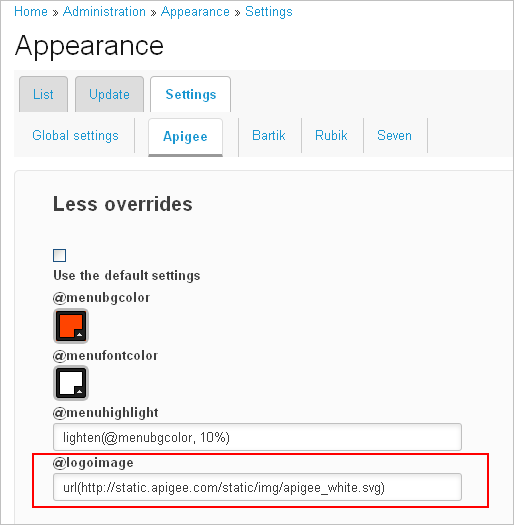 Home » Administration » Appearance » Settings
Appearance
List Update Settings
Global settings Apigee Bartik Rubik Seven
Less overrides
Use the default settings
@menubgcolor
@menufontcolor
@menuhighlight
lighten(@menubgcolor, 10%)
@logoimage
url(http://static.apigee.com/static/img/apigee_white.svg)